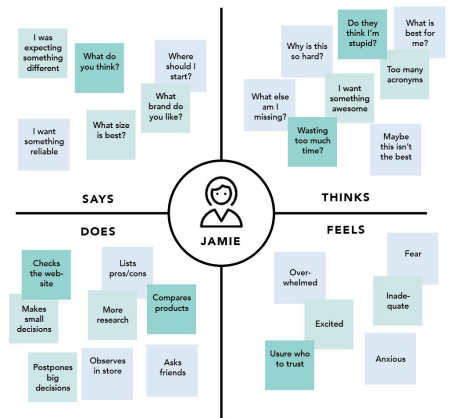 I was
expecting
something
different
What do
you think?
Where
should I
start?
What
brand do
you like?
What size
is best?
I want
something
reliable
SAYS
Do they
think I'm
stupid?
What is
best for
me?
Why is this
so hard?
Too many
acronyms
I want
something
awesome
What else
am I
missing?
Wasting
too much
time?
Maybe
this isn't
the best
THINKS
JAMIE
DOES
Checks
the web-
site
Lists
pros/cons
Makes
small
decisions
More
research
Compares
products
Postpones
big
decisions
Observes
in store
Asks
friends
FEELS
Fear
Over-
whelmed
Inade-
quate
Excited
Usure who
to trust
Anxious